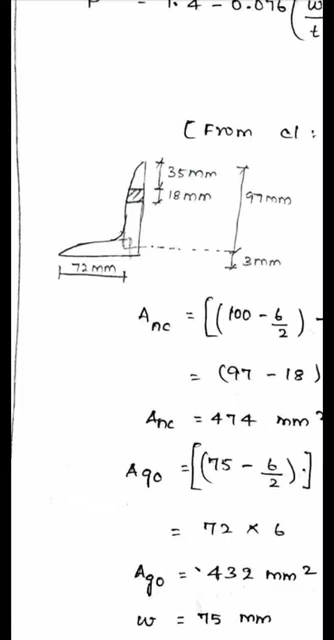 β = 1.4 - 0.076 (w/t
[From cl :
35mm
18mm
97mm
72mm
3mm
Anc = [(100 - 6/2) -
= (97 - 18)
Anc = 474 mm²
Ago = [(75 - 6/2).]
= 72 × 6
Ago = 432 mm²
w = 75 mm